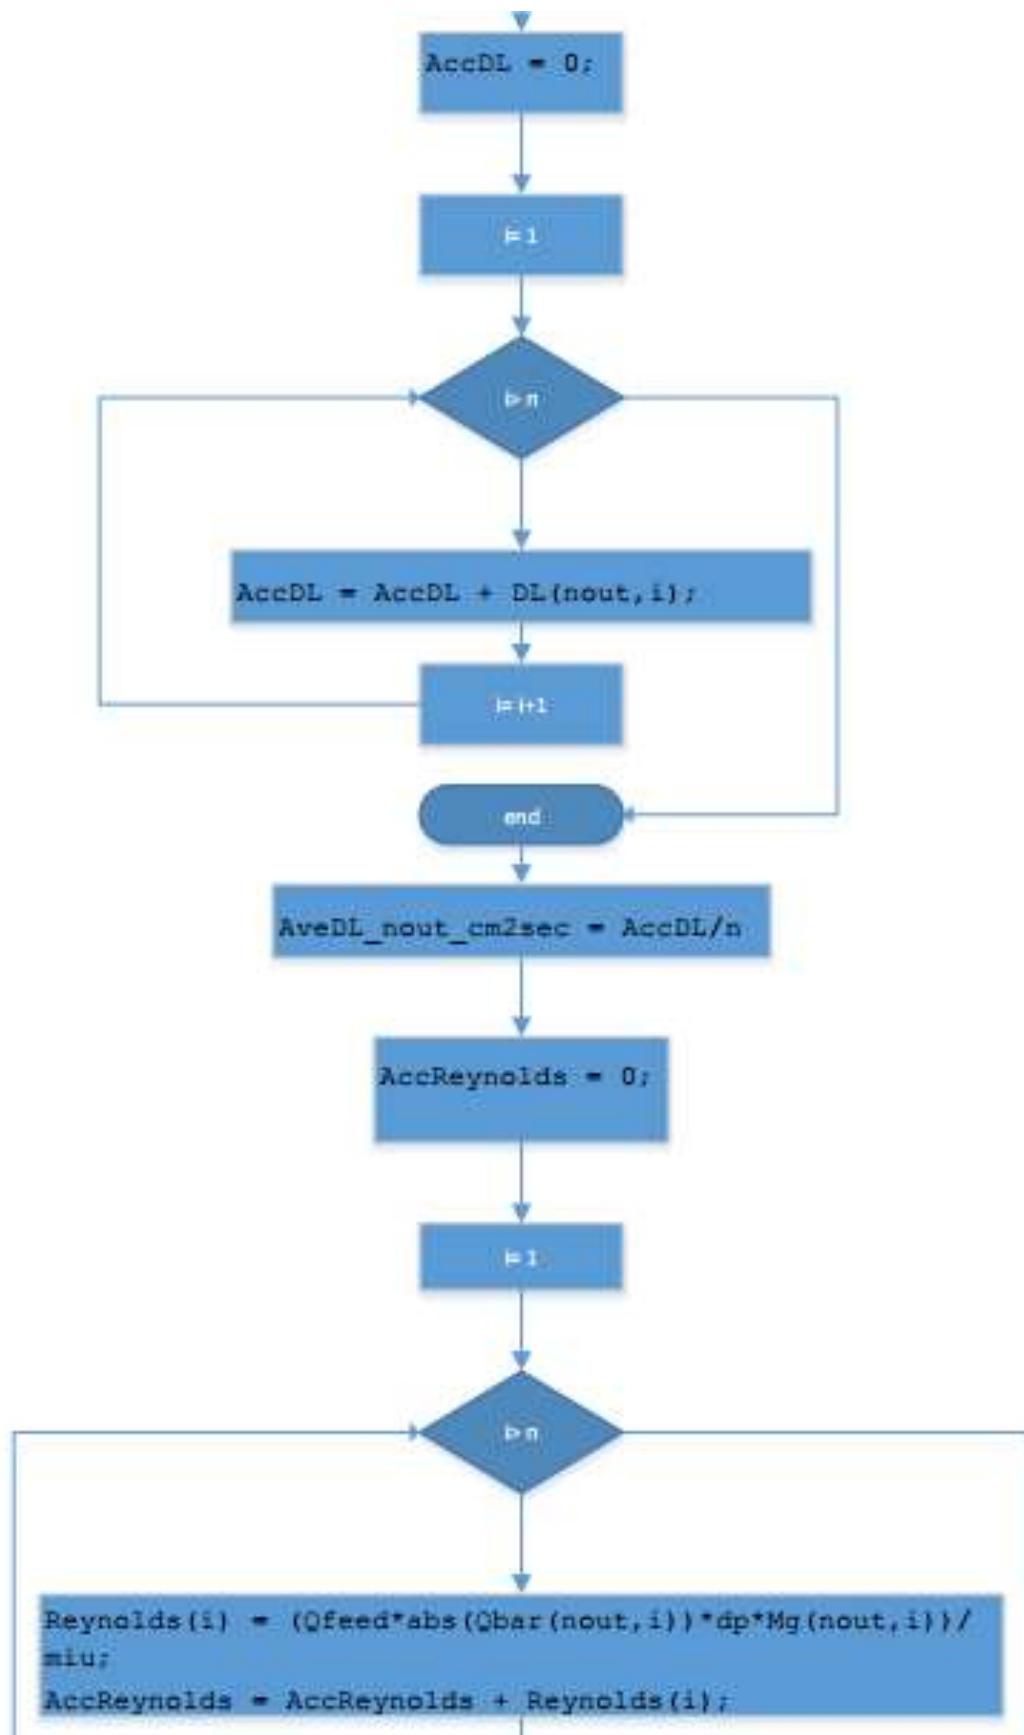 AccDL = 0;
i= 1
i> n
AccDL = AccDL + DL(nout,i);
i= i+1
end
AveDL_nout_cm2sec = AccDL/n
AccReynolds = 0;
i= 1
i> n
Reynolds(i) = (Qfeed*abs(Qbar(nout,i))*dp*Mg(nout,i))/
miu;
AccReynolds = AccReynolds + Reynolds(i);